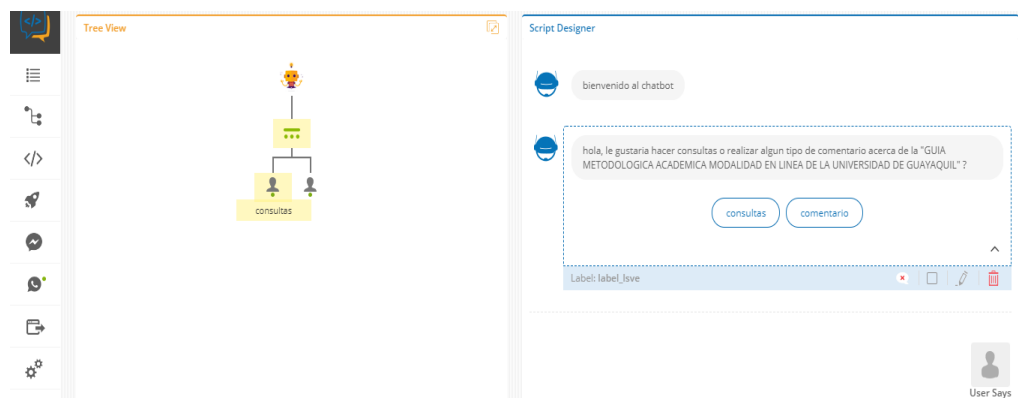 Tree View
consultas
Script Designer
bienvenido al chatbot
hola, le gustaria hacer consultas o realizar algun tipo de comentario acerca de la "GUIA
METODOLOGICA ACADEMICA MODALIDAD EN LINEA DE LA UNIVERSIDAD DE GUAYAQUIL" ?
consultas comentario
Label: label_lsve
User Says